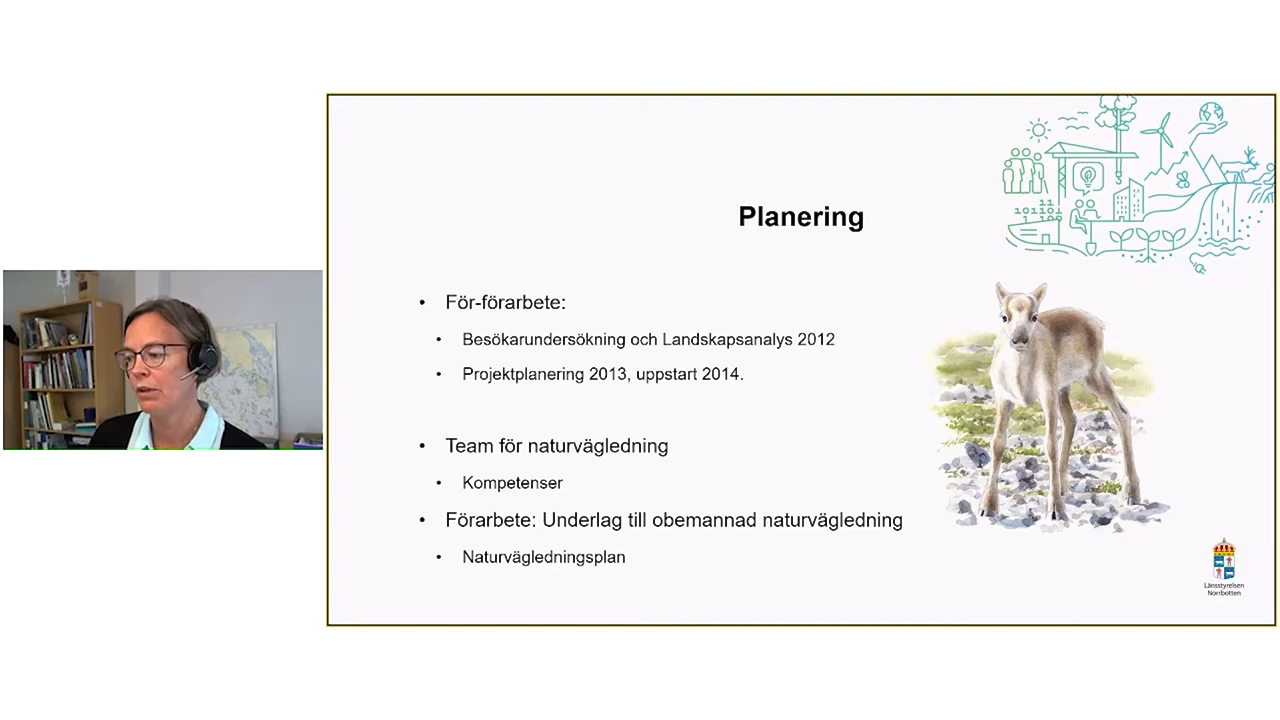 Planering
• För-förarbete:
• Besökarundersökning och Landskapsanalys 2012
• Projektplanering 2013, uppstart 2014.
• Team för naturvägledning
• Kompetenser
• Förarbete: Underlag till obemannad naturvägledning
• Naturvägledningsplan
Länsstyrelsen
Norrbotten